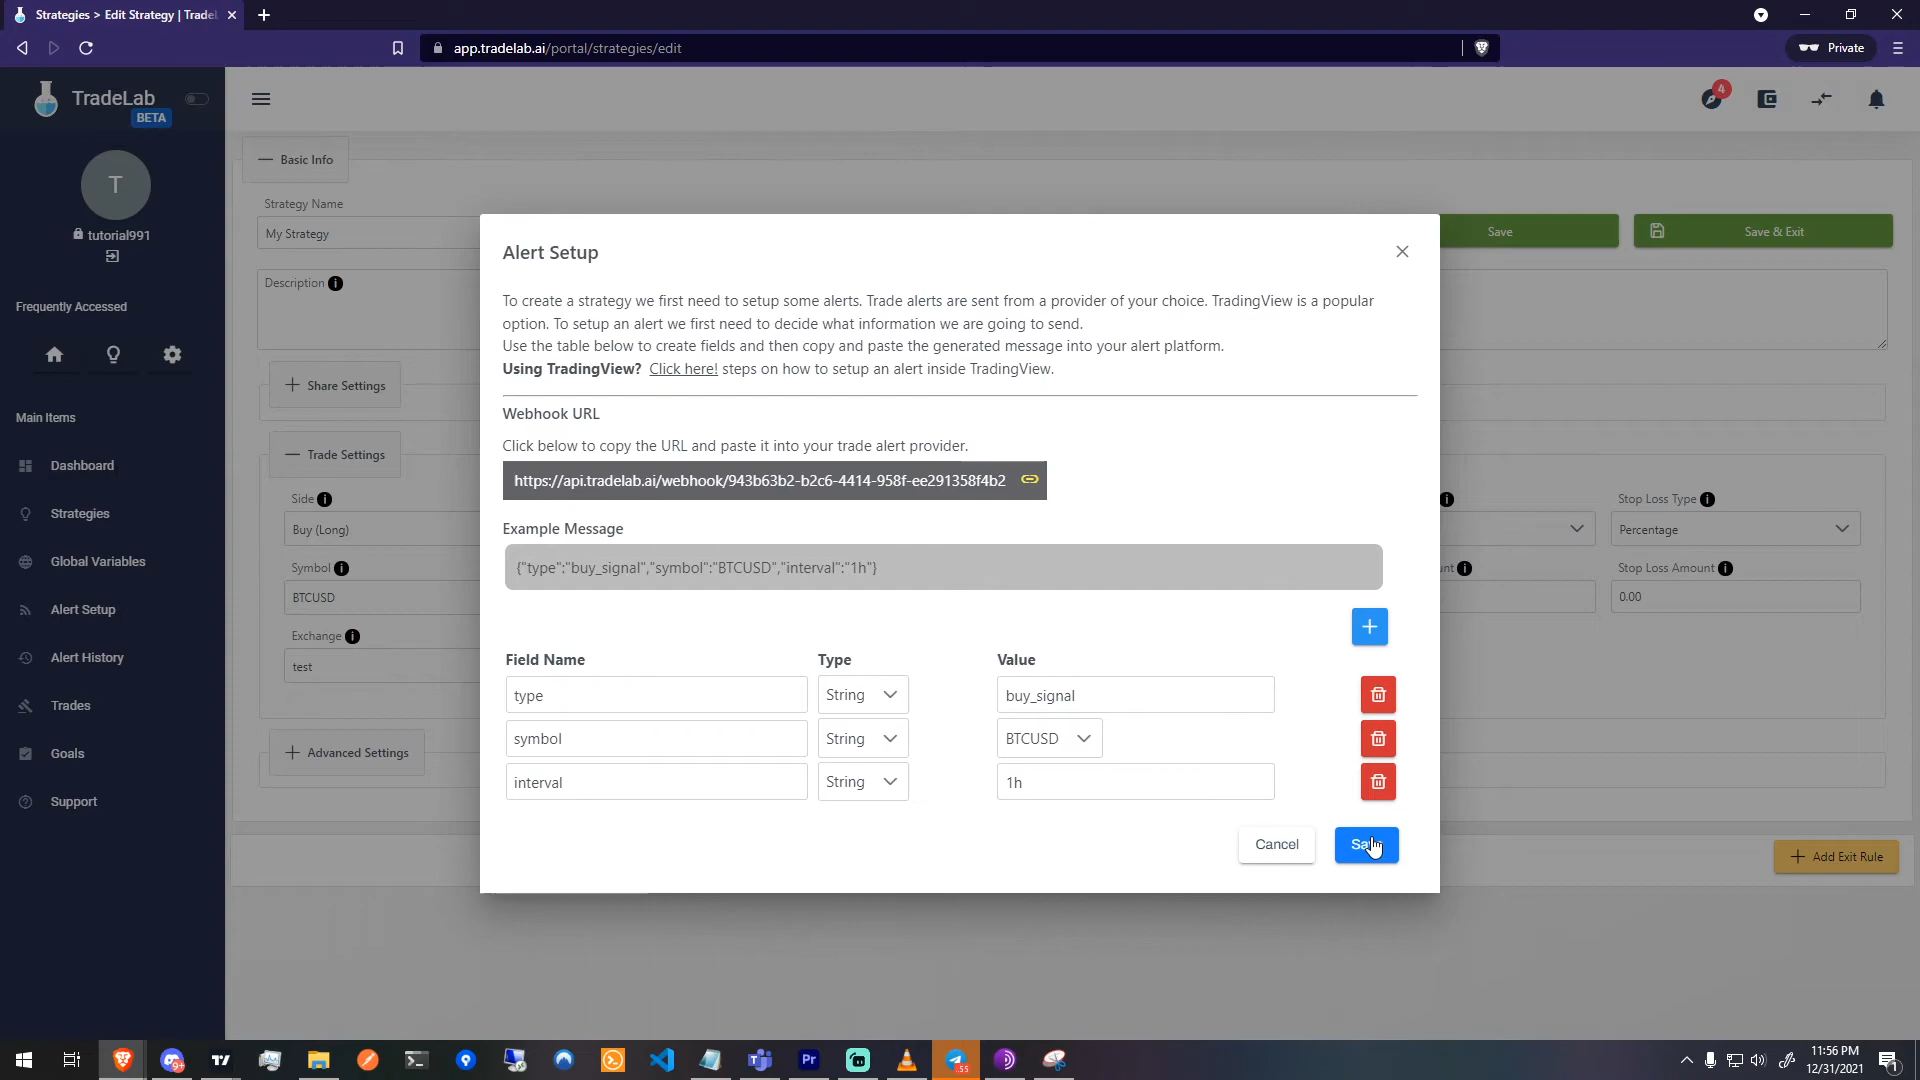 Strategies > Edit Strategy | Tradel
app.tradelab.ai/portal/strategies/edit
Private
TradeLab
BETA
T
tutorial991
Frequently Accessed
Main Items
Dashboard
Strategies
Global Variables
Alert Setup
Alert History
Trades
Goals
Support
4
Basic Info
Strategy Name
My Strategy
Save
Save & Exit
Description
Share Settings
Trade Settings
Side
Buy (Long)
Symbol
BTCUSD
Exchange
test
Advanced Settings
Stop Loss Type
Percentage
Stop Loss Amount
0.00
Add Exit Rule
Alert Setup
To create a strategy we first need to setup some alerts. Trade alerts are sent from a provider of your choice. TradingView is a popular
option. To setup an alert we first need to decide what information we are going to send.
Use the table below to create fields and then copy and paste the generated message into your alert platform.
Using TradingView? Click here! steps on how to setup an alert inside TradingView.
Webhook URL
Click below to copy the URL and paste it into your trade alert provider.
https://api.tradelab.ai/webhook/943b63b2-b2c6-4414-958f-ee291358f4b2
Example Message
{"type":"buy_signal","symbol":"BTCUSD","interval":"1h"}
Field Name Type Value
type String buy_signal
symbol String BTCUSD
interval String 1h
Cancel
11:56 PM
12/31/2021